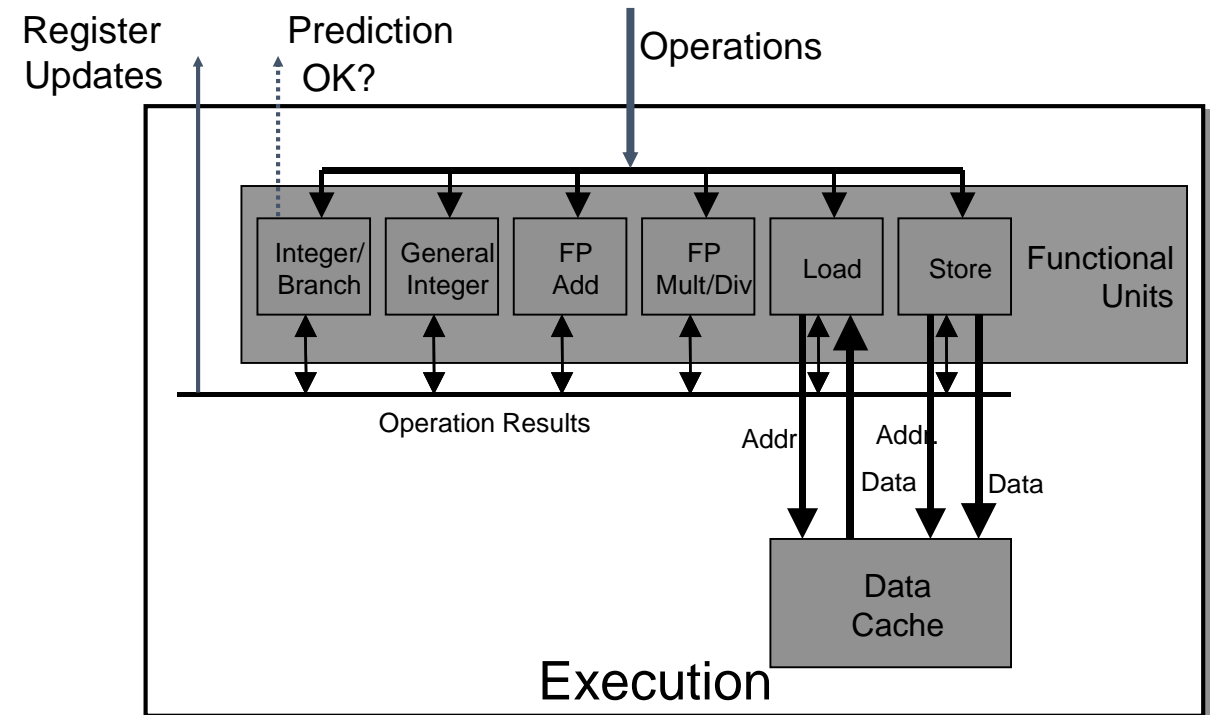 Register
Updates
Prediction
OK?
Operations
Integer/
Branch
General
Integer
FP
Add
FP
Mult/Div
Load
Store
Functional
Units
Operation Results
Addr
Addr.
Data
Data
Data
Cache
Execution